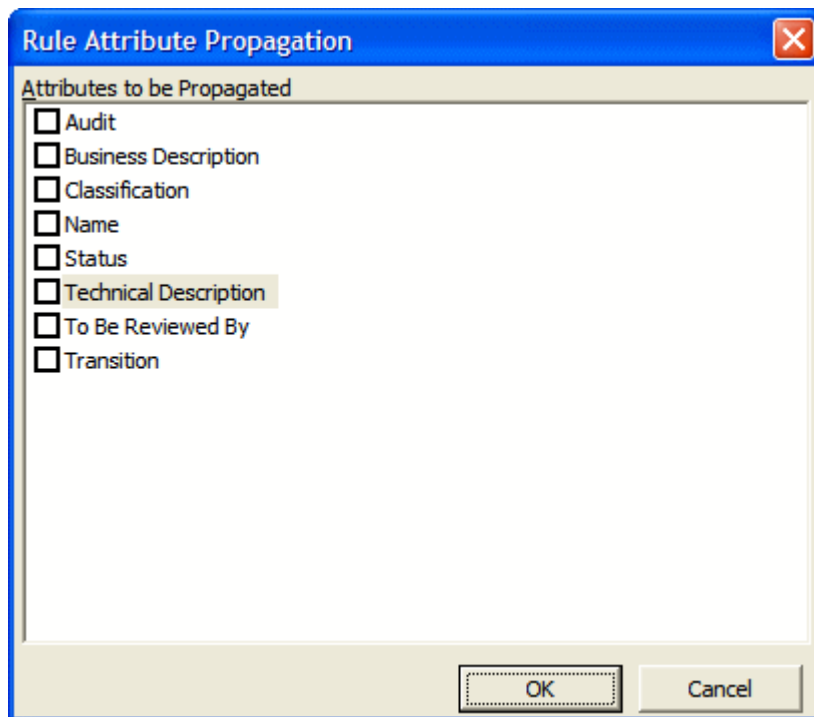 Rule Attribute Propagation
Attributes to be Propagated
Audit
Business Description
Classification
Name
Status
Technical Description
To Be Reviewed By
Transition
OK Cancel